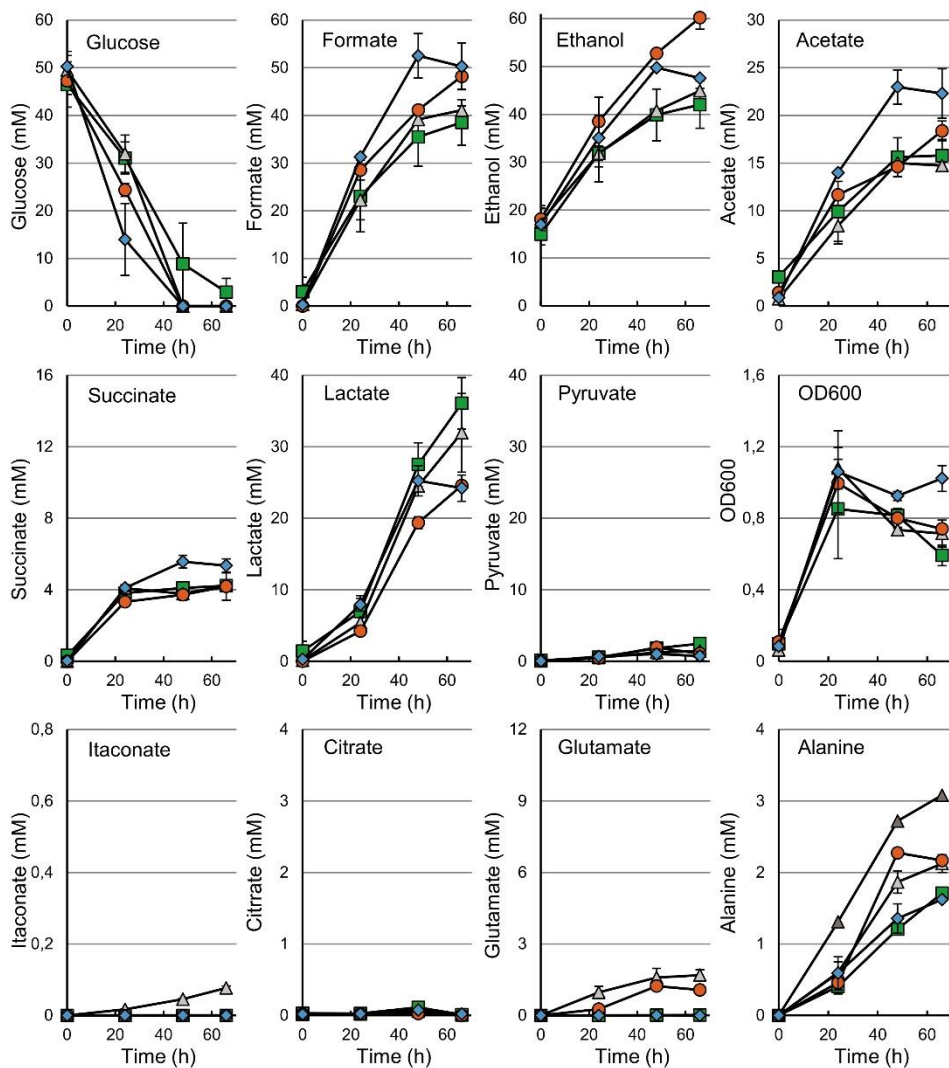 60
50
40
30
20
10
0
Glucose (mM)
Glucose
0 20 40 60
Time (h)
60
50
40
30
20
10
0
Formate (mM)
Formate
0 20 40 60
Time (h)
60
50
40
30
20
10
0
Ethanol (mM)
Ethanol
0 20 40 60
Time (h)
30
25
20
15
10
5
0
Acetate (mM)
Acetate
0 20 40 60
Time (h)
16
12
8
4
0
Succinate (mM)
Succinate
0 20 40 60
Time (h)
40
30
20
10
0
Lactate (mM)
Lactate
0 20 40 60
Time (h)
40
30
20
10
0
Pyruvate (mM)
Pyruvate
0 20 40 60
Time (h)
1,6
1,2
0,8
0,4
0
OD600
OD600
0 20 40 60
Time (h)
0,8
0,6
0,4
0,2
0
Itaconate (mM)
Itaconate
0 20 40 60
Time (h)
4
3
2
1
0
Citrrate (mM)
Citrate
0 20 40 60
Time (h)
12
9
6
3
0
Glutamate (mM)
Glutamate
0 20 40 60
Time (h)
4
3
2
1
0
Alanine (mM)
Alanine
0 20 40 60
Time (h)